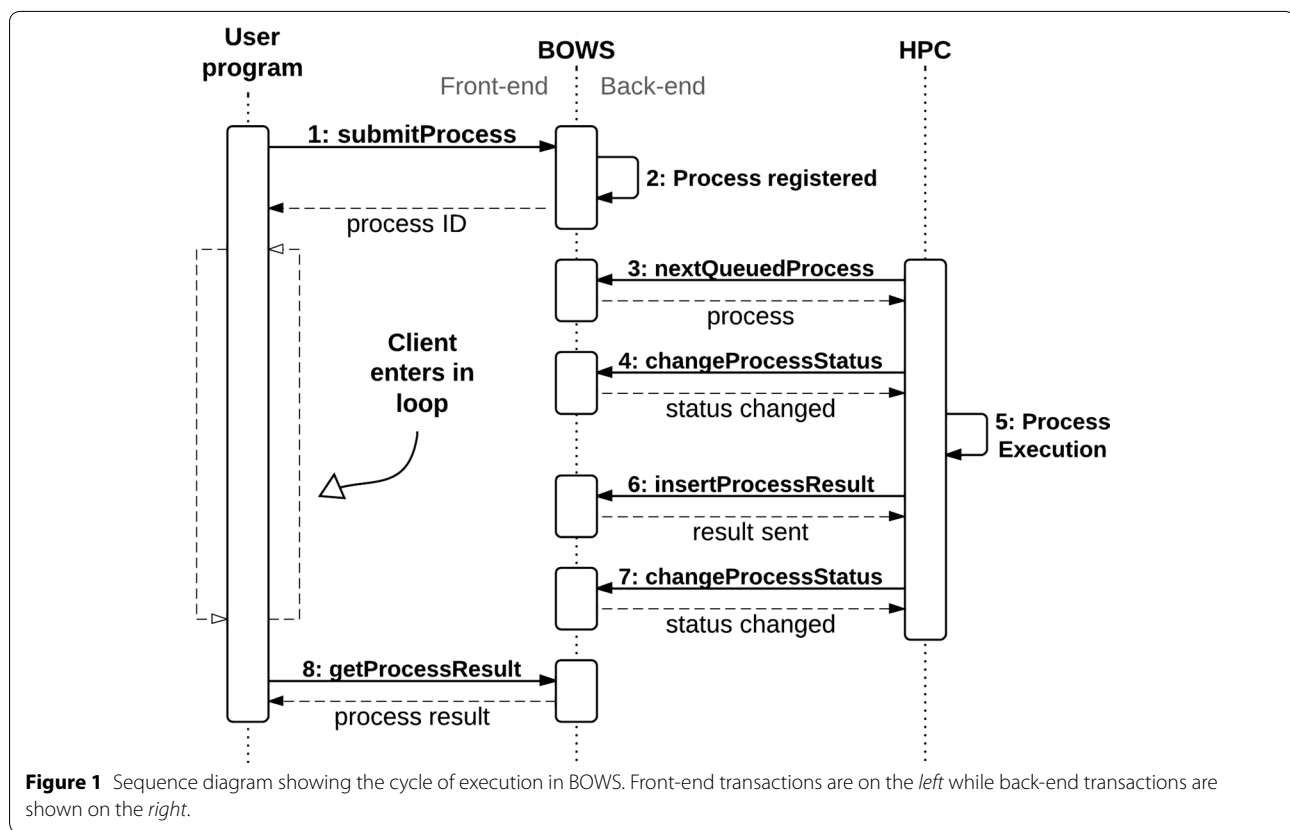 User
program
BOWS
HPC
Front-end
Back-end
1: submitProcess
2: Process registered
process ID
3: nextQueuedProcess
process
Client
enters in
loop
4: changeProcessStatus
status changed
5: Process
Execution
6: insertProcessResult
result sent
7: changeProcessStatus
status changed
8: getProcessResult
process result
Figure 1 Sequence diagram showing the cycle of execution in BOWS. Front-end transactions are on the left while back-end transactions are
shown on the right.